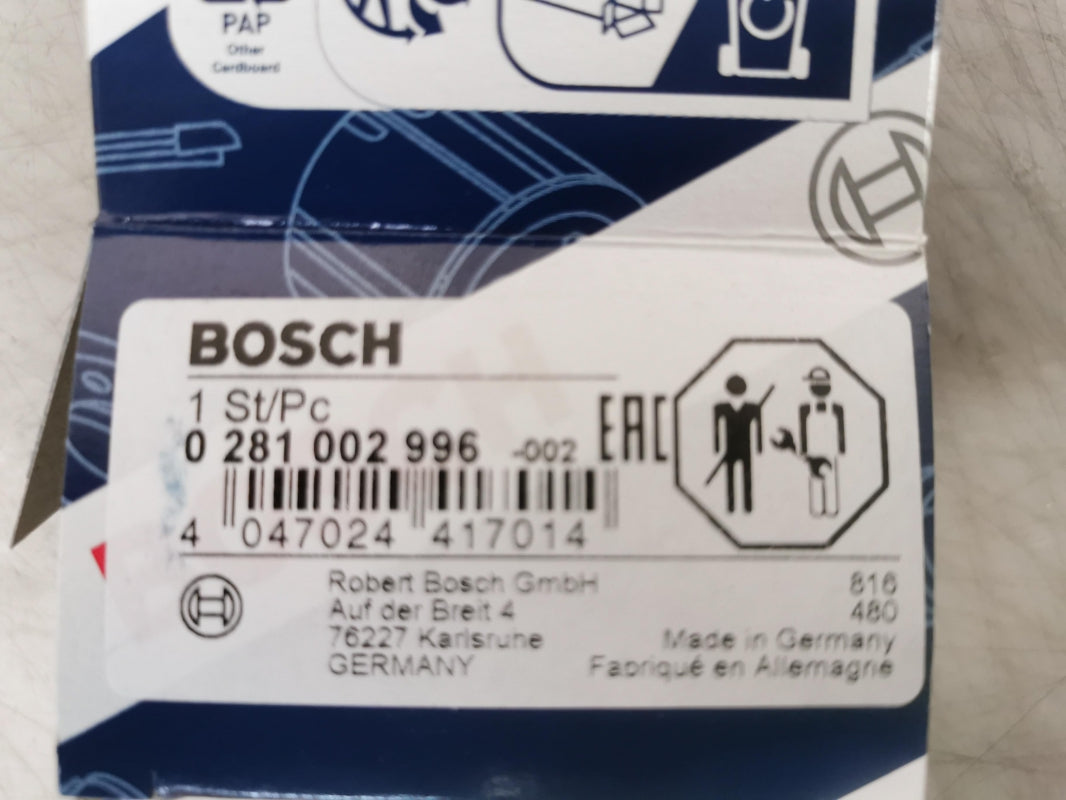 PAP
Other
Cardboard
BOSCH
1 St/Pc
0 281 002 996 -002
EAC
4 047024 417014
Robert Bosch GmbH
Auf der Breit 4
76227 Karlsruhe
GERMANY
816
480
Made in Germany
Fabriqué en Allemagne